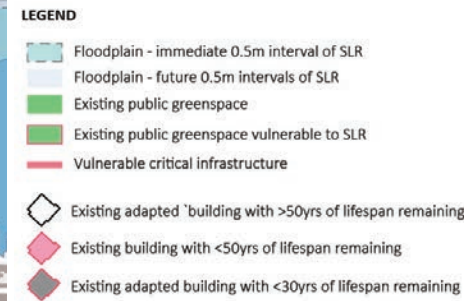 LEGEND
Floodplain - immediate 0.5m interval of SLR
Floodplain - future 0.5m intervals of SLR
Existing public greenspace
Existing public greenspace vulnerable to SLR
Vulnerable critical infrastructure
Existing adapted `building with >50yrs of lifespan remaining
Existing building with <50yrs of lifespan remaining
Existing adapted building with <30yrs of lifespan remaining